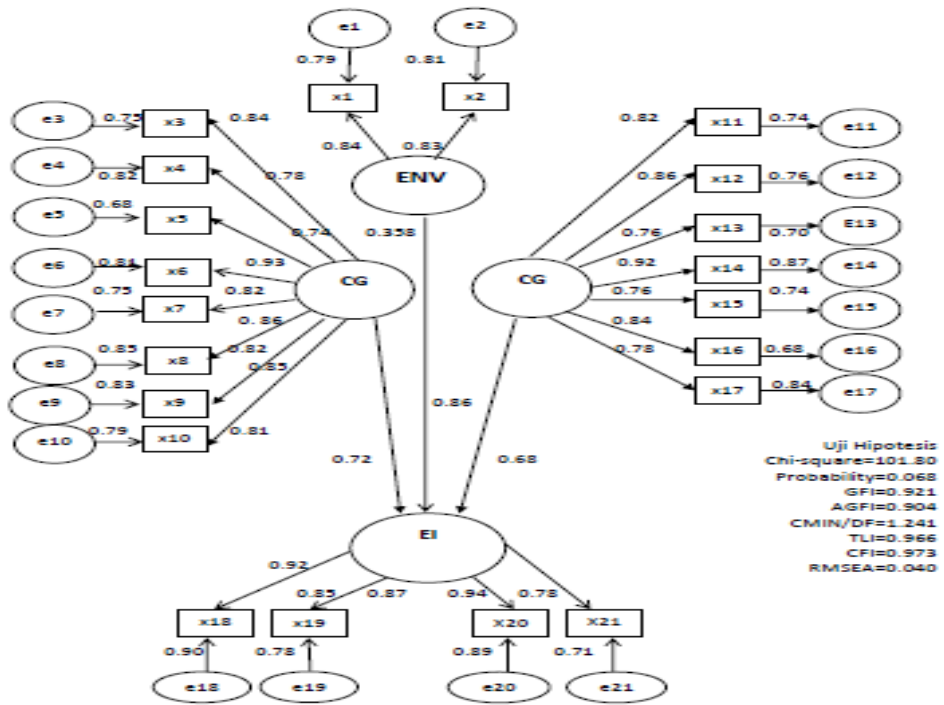 e1 e2
0.79 0.81
x1 x2
e3 0.75 x3 0.84 0.82 x11 0.74 e11
0.84 0.83
e4 0.82 x4 0.78 ENV 0.86 x12 0.76 e12
e5 0.68 x5 0.74 0.358 0.76 x13 0.70 E13
e6 0.81 x6 0.93 CG CG 0.92 x14 0.87 e14
e7 0.75 x7 0.82 0.76 x15 0.74 e15
0.86 0.84
e8 0.85 x8 0.82 0.78 x16 0.68 e16
0.85
e9 0.83 x9 0.86 x17 0.84 e17
e10 0.79 x10 0.81
0.72 0.68
Uji Hipotesis
Chi-square=101.80
Probability=0.068
GFI=0.921
AGFI=0.904
CMIN/DF=1.241
TLI=0.966
CFI=0.973
RMSEA=0.040
EI
0.92 0.85 0.87 0.94 0.78
x18 x19 X20 X21
0.90 0.78 0.89 0.71
e18 e19 e20 e21